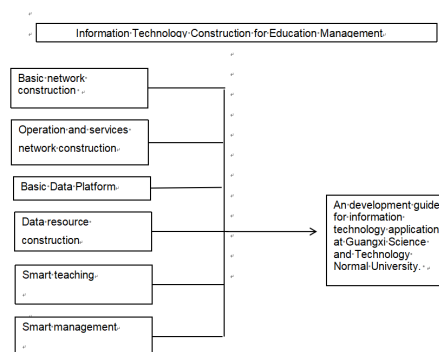 Information Technology Construction for Education Management
Basic network
construction
Operation and services
network construction
Basic Data Platform
Data resource
construction
Smart teaching
Smart management
An development guide
for information
technology application
at Guangxi Science
and Technology
Normal University.